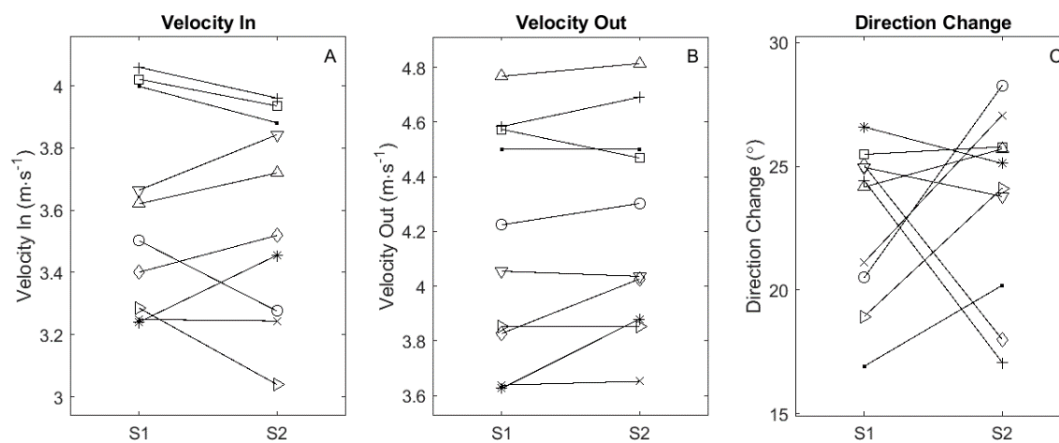 Velocity In
A
Velocity In (m·s⁻¹)
4
3.8
3.6
3.4
3.2
3
S1 S2
Velocity Out
B
Velocity Out (m·s⁻¹)
4.8
4.6
4.4
4.2
4
3.8
3.6
S1 S2
Direction Change
C
Direction Change (°)
30
25
20
15
S1 S2